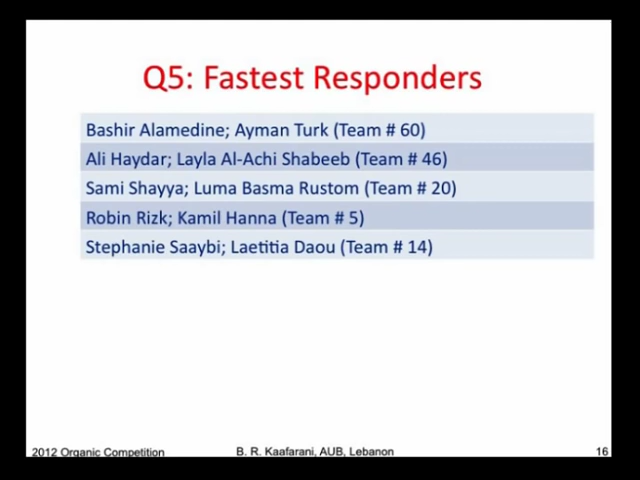 Q5: Fastest Responders
Bashir Alamedine; Ayman Turk (Team # 60)
Ali Haydar; Layla Al-Achi Shabeeb (Team # 46)
Sami Shayya; Luma Basma Rustom (Team # 20)
Robin Rizk; Kamil Hanna (Team # 5)
Stephanie Saaybi; Laetitia Daou (Team # 14)
2012 Organic Competition B. R. Kaafarani, AUB, Lebanon 16